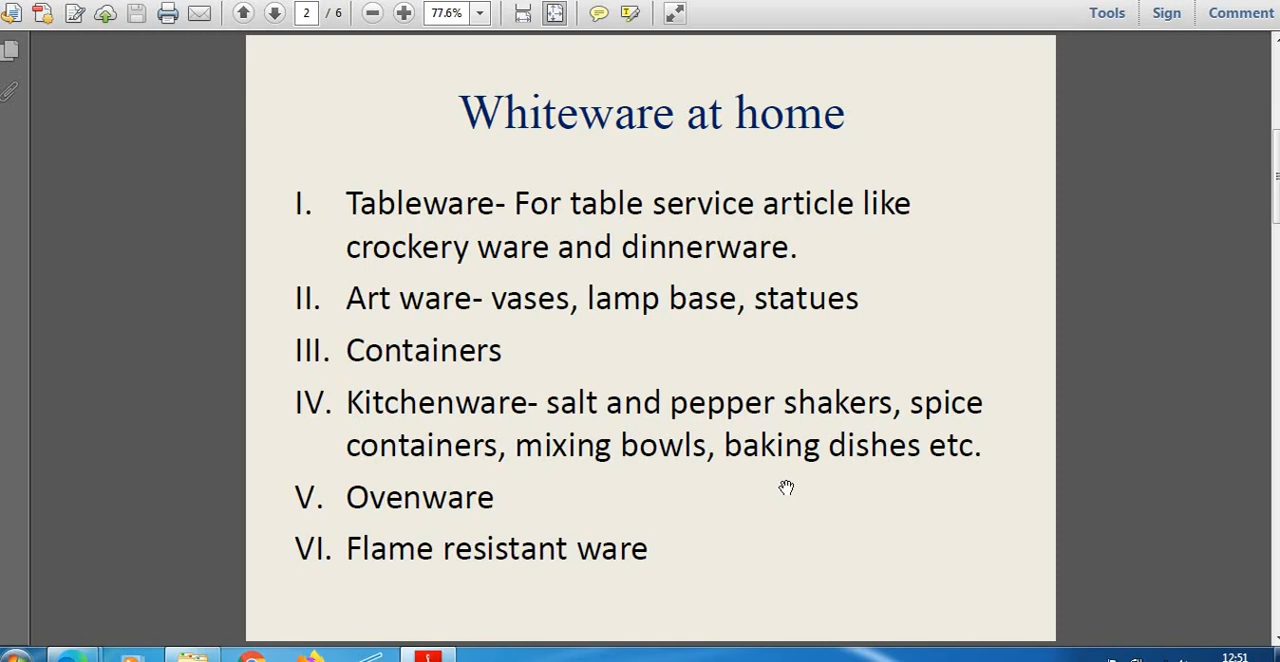 2 / 6 77.6% Tools Sign Comment
Whiteware at home
I. Tableware- For table service article like
crockery ware and dinnerware.
II. Art ware- vases, lamp base, statues
III. Containers
IV. Kitchenware- salt and pepper shakers, spice
containers, mixing bowls, baking dishes etc.
V. Ovenware
VI. Flame resistant ware
12:51